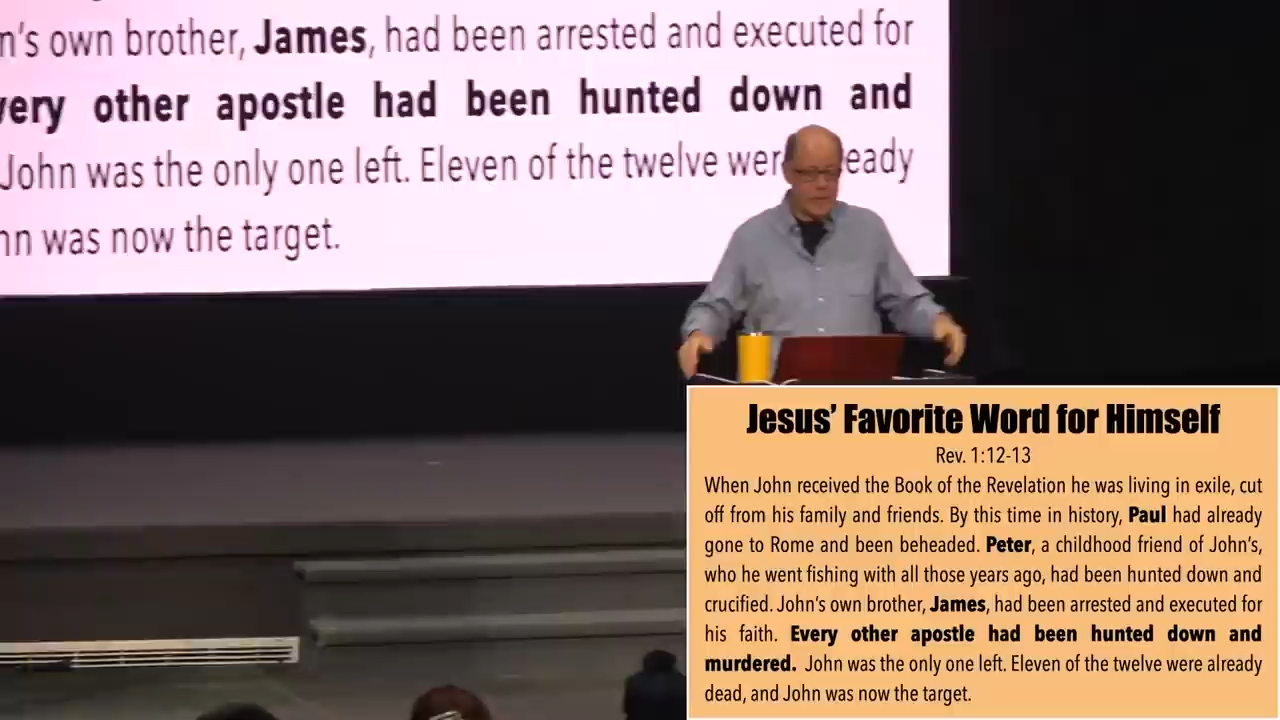 n's own brother, James, had been arrested and executed for
very other apostle had been hunted down and
John was the only one left. Eleven of the twelve were already
hn was now the target.
Jesus' Favorite Word for Himself
Rev. 1:12-13
When John received the Book of the Revelation he was living in exile, cut
off from his family and friends. By this time in history, Paul had already
gone to Rome and been beheaded. Peter, a childhood friend of John's,
who he went fishing with all those years ago, had been hunted down and
crucified. John's own brother, James, had been arrested and executed for
his faith. Every other apostle had been hunted down and
murdered. John was the only one left. Eleven of the twelve were already
dead, and John was now the target.